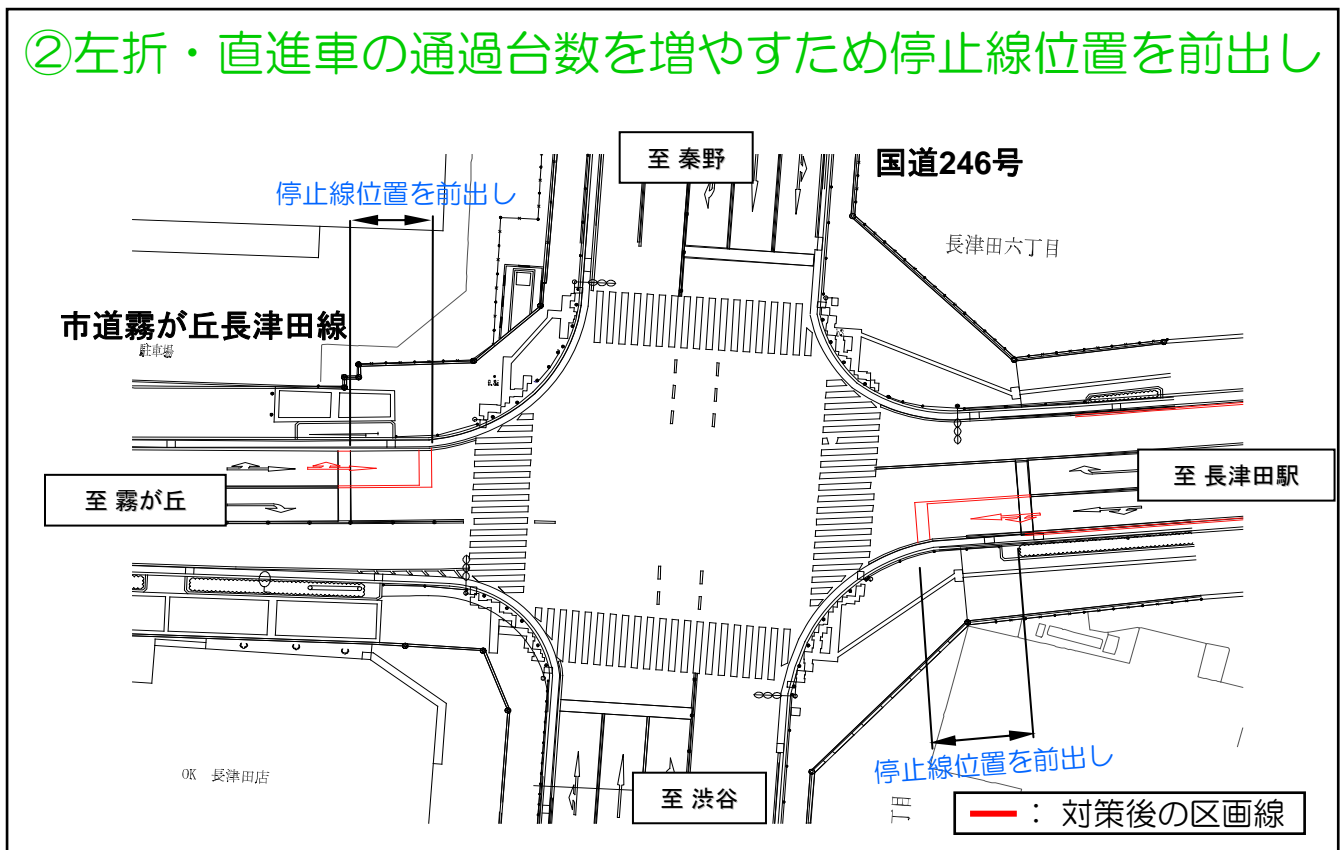 ②左折・直進車の通過台数を増やすため停止線位置を前出し
至 秦野
国道246号
停止線位置を前出し
長津田六丁目
市道霧が丘長津田線
駐車場
至 霧が丘
至 長津田駅
停止線位置を前出し
OK 長津田店
至 渋谷
丁目
：対策後の区画線